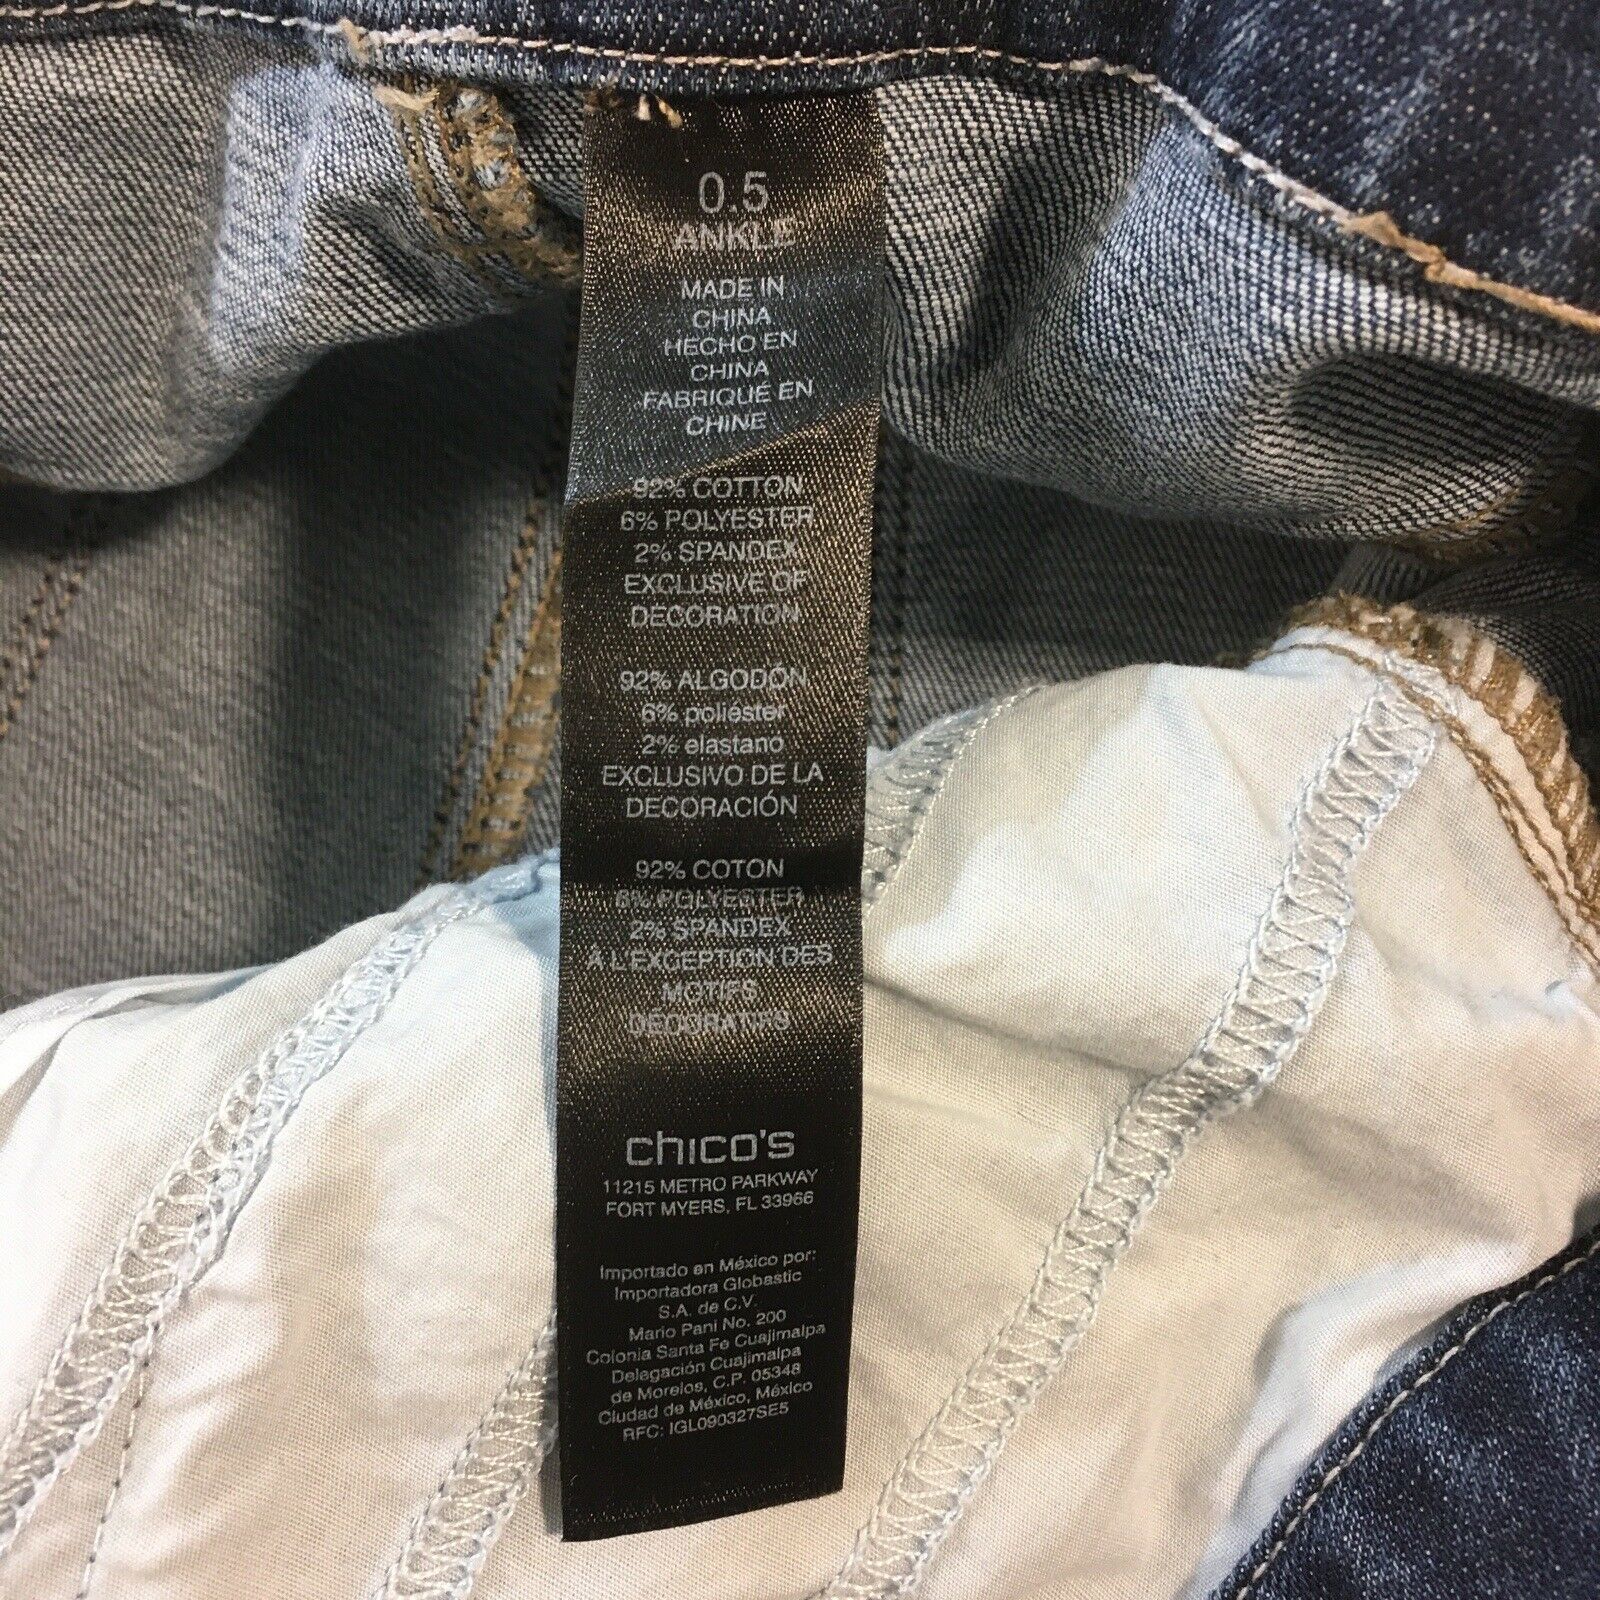 0.5
ANKLE
MADE IN
CHINA
HECHO EN
CHINA
FABRIQUÉ EN
CHINE
92% COTTON
6% POLYESTER
2% SPANDEX
EXCLUSIVE OF
DECORATION
92% ALGODÓN
6% poliéster
2% elastano
EXCLUSIVO DE LA
DECORACIÓN
92% COTON
6% POLYESTER
2% SPANDEX
À L'EXCEPTION DES
MOTIFS
DÉCORATIFS
chico's
11215 METRO PARKWAY
FORT MYERS, FL 33966
Importado en México por:
Importadora Globastic
S.A. de C.V.
Mario Pani No. 200
Colonia Santa Fe Cuajimalpa
Delegación Cuajimalpa
de Morelos, C.P. 05348
Ciudad de México, México
RFC: IGL090327SE5